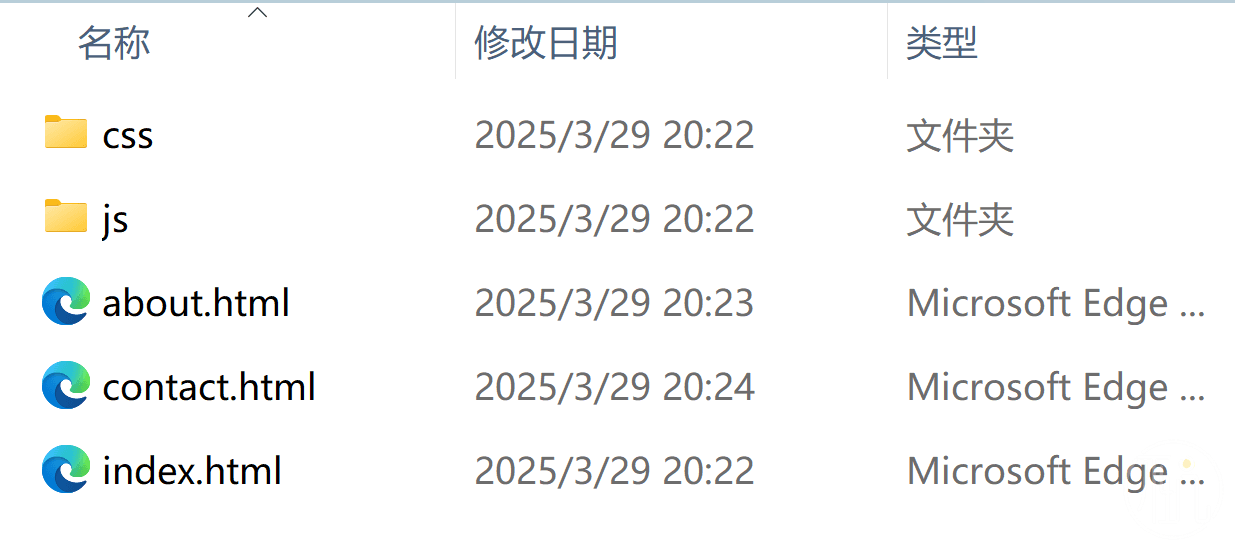 名称 修改日期 类型
css 2025/3/29 20:22 文件夹
js 2025/3/29 20:22 文件夹
about.html 2025/3/29 20:23 Microsoft Edge ...
contact.html 2025/3/29 20:24 Microsoft Edge ...
index.html 2025/3/29 20:22 Microsoft Edge ...